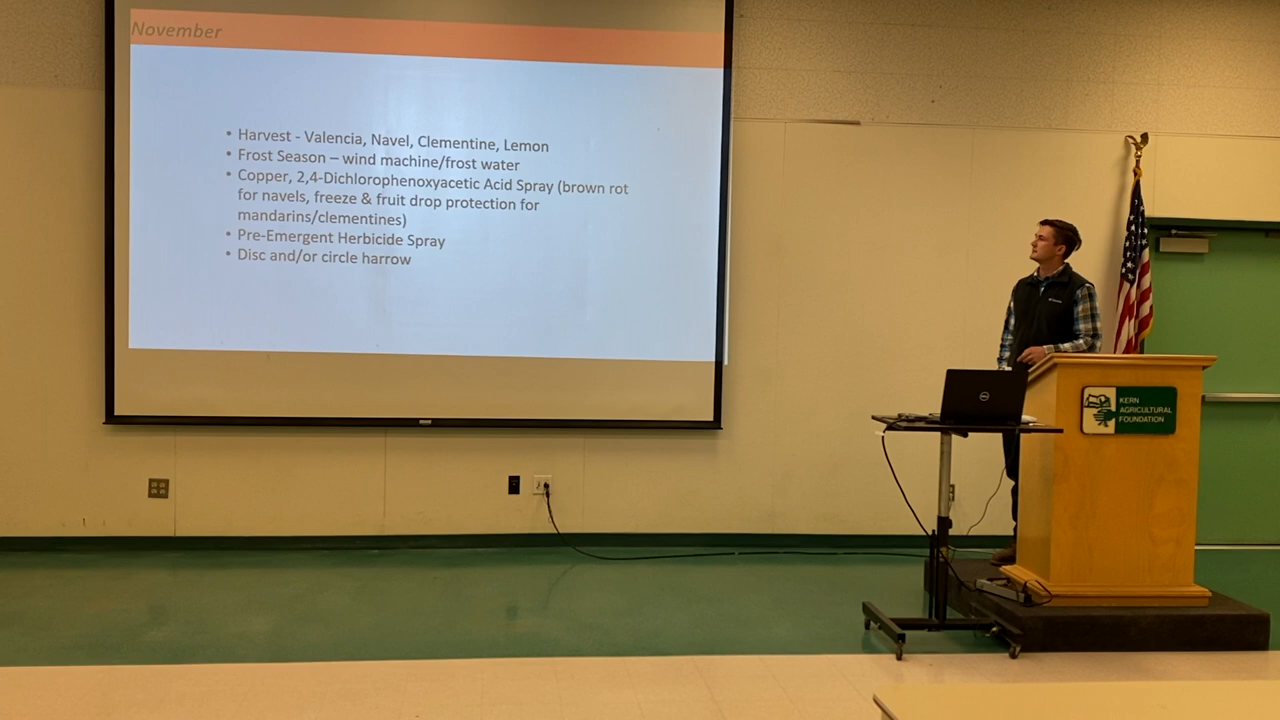 November
• Harvest - Valencia, Navel, Clementine, Lemon
• Frost Season – wind machine/frost water
• Copper, 2,4-Dichlorophenoxyacetic Acid Spray (brown rot
for navels, freeze & fruit drop protection for
mandarins/clementines)
• Pre-Emergent Herbicide Spray
• Disc and/or circle harrow
DELL
KERN
AGRICULTURAL
FOUNDATION